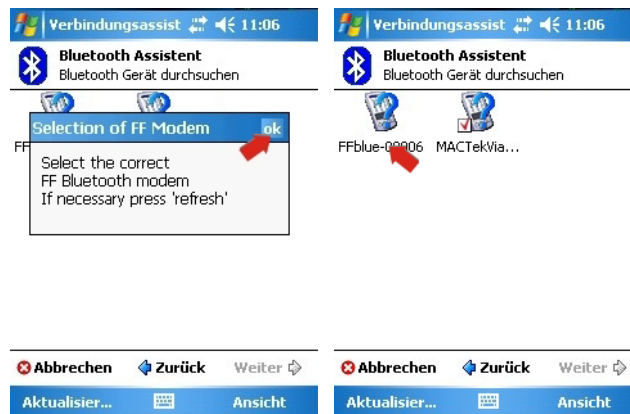 Verbindungsassist 11:06
Bluetooth Assistent
Bluetooth Gerät durchsuchen
FF
Selection of FF Modem ok
Select the correct
FF Bluetooth modem
If necessary press 'refresh'
Abbrechen Zurück Weiter
Aktualisier... Ansicht
Verbindungsassist 11:06
Bluetooth Assistent
Bluetooth Gerät durchsuchen
MACTekVia...
Abbrechen Zurück Weiter
Aktualisier... Ansicht